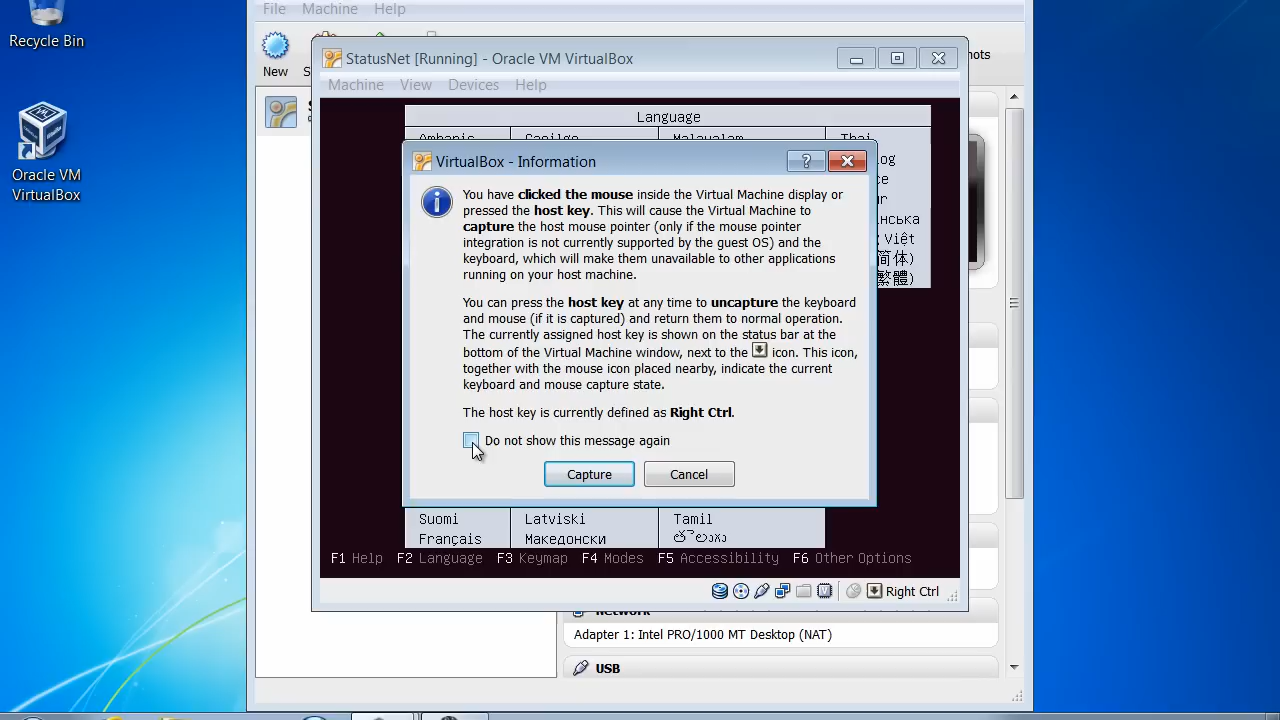 File Machine Help
Recycle Bin
New
StatusNet [Running] - Oracle VM VirtualBox
Machine View Devices Help
Language
VirtualBox - Information
You have clicked the mouse inside the Virtual Machine display or
pressed the host key. This will cause the Virtual Machine to
capture the host mouse pointer (only if the mouse pointer
integration is not currently supported by the guest OS) and the
keyboard, which will make them unavailable to other applications
running on your host machine.
You can press the host key at any time to uncapture the keyboard
and mouse (if it is captured) and return them to normal operation.
The currently assigned host key is shown on the status bar at the
bottom of the Virtual Machine window, next to the icon. This icon,
together with the mouse icon placed nearby, indicate the current
keyboard and mouse capture state.
The host key is currently defined as Right Ctrl.
Do not show this message again
Capture Cancel
Oracle VM
VirtualBox
Việt
Suomi Latviski Tamil
Français Македонски తెలుగు
F1 Help F2 Language F3 Keymap F4 Modes F5 Accessibility F6 Other Options
Right Ctrl
Network
Adapter 1: Intel PRO/1000 MT Desktop (NAT)
USB